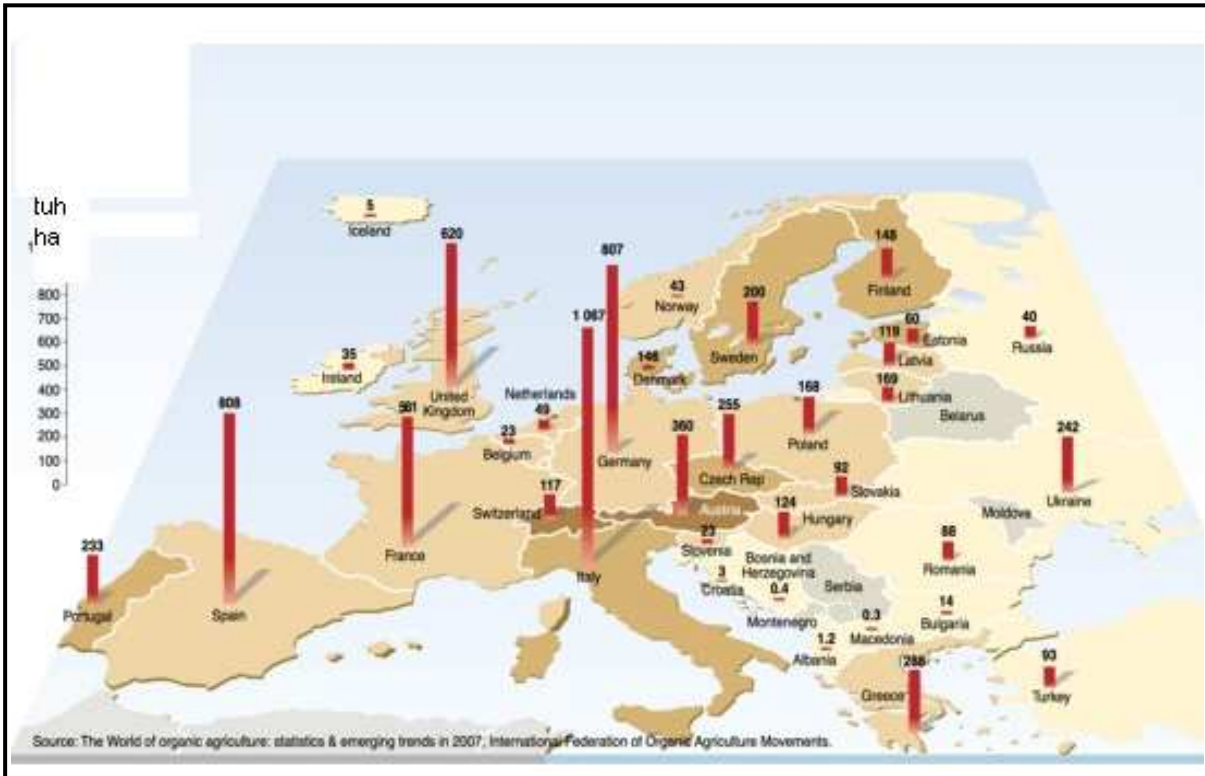 tuh
ha
800
700
600
500
400
300
200
100
0
5
Iceland
620
807
148
Finland
43
Norway
200
Sweden
1 067
60
Estonia
119
Latvia
40
Russia
35
Ireland
146
Denmark
United
Kingdom
Netherlands
49
169
Lithuania
Belarus
808
561
23
Belgium
Germany
360
255
Czech Rep
168
Poland
242
Ukraine
92
Slovakia
117
Switzerland
Austria
124
Hungary
Moldova
France
23
Slovenia
Bosnia and
Herzegovina
88
Romania
233
Portugal
Spain
Italy
3
Croatia
0.4
Serbia
Montenegro
0.3
Macedonia
14
Bulgaria
1.2
Albania
288
Greece
93
Turkey
Source: The World of organic agriculture: statistics & emerging trends in 2007, International Federation of Organic Agriculture Movements.